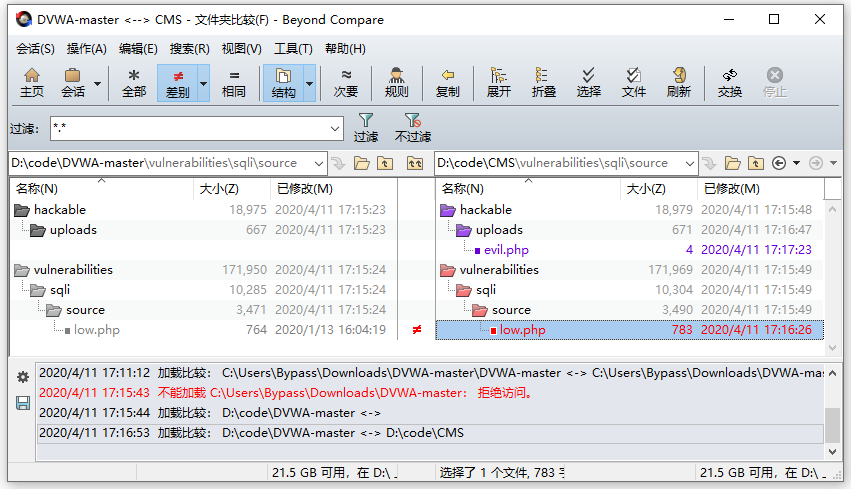 DVWA-master <--> CMS - 文件夹比较(F) - Beyond Compare
会话(S) 操作(A) 编辑(E) 搜索(R) 视图(V) 工具(T) 帮助(H)
主页 会话 全部 差别 相同 结构 次要 规则 复制 展开 折叠 选择 文件 刷新 交换 停止
过滤: *.* 过滤 不过滤
D:\code\DVWA-master\vulnerabilities\sqli\source D:\code\CMS\vulnerabilities\sqli\source
名称(N) 大小(Z) 已修改(M) 名称(N) 大小(Z) 已修改(M)
hackable 18,975 2020/4/11 17:15:23 hackable 18,979 2020/4/11 17:15:48
uploads 667 2020/4/11 17:15:23 uploads 671 2020/4/11 17:16:47
evil.php 4 2020/4/11 17:17:23
vulnerabilities 171,950 2020/4/11 17:15:24 vulnerabilities 171,969 2020/4/11 17:15:49
sqli 10,285 2020/4/11 17:15:24 sqli 10,304 2020/4/11 17:15:49
source 3,471 2020/4/11 17:15:24 source 3,490 2020/4/11 17:15:49
low.php 764 2020/1/13 16:04:19 ≠ low.php 783 2020/4/11 17:16:26
2020/4/11 17:11:12 加载比较: C:\Users\Bypass\Downloads\DVWA-master\DVWA-master <-> C:\Users\Bypass\Downloads\DVWA-mas
2020/4/11 17:15:43 不能加载 C:\Users\Bypass\Downloads\DVWA-master: 拒绝访问。
2020/4/11 17:15:44 加载比较: D:\code\DVWA-master <->
2020/4/11 17:16:53 加载比较: D:\code\DVWA-master <-> D:\code\CMS
21.5 GB 可用，在 D:\ 选择了 1 个文件, 783 字 21.5 GB 可用，在 D:\